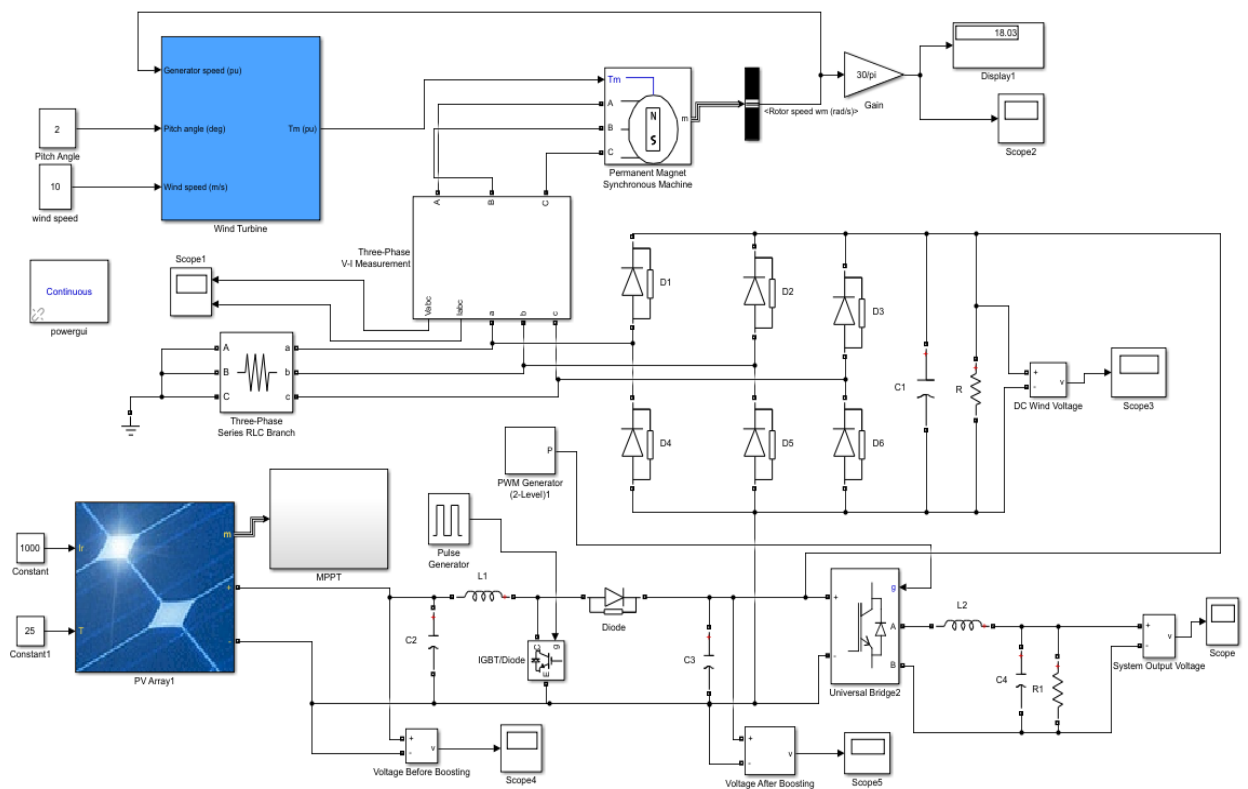 Generator speed (pu)
Pitch angle (deg)
Wind speed (m/s)
Tm (pu)
Wind Turbine
2
Pitch Angle
10
wind speed
Tm
A
B
C
m
N
S
Permanent Magnet
Synchronous Machine
<Rotor speed wm (rad/s)>
30/pi
Gain
18.03
Display1
Scope2
A
B
C
Three-Phase
V-I Measurement
Vabc
Iabc
a
b
c
Scope1
Continuous
powergui
A
B
C
a
b
c
Three-Phase
Series RLC Branch
D1
D2
D3
D4
D5
D6
C1
+
R
+
+
-
v
DC Wind Voltage
Scope3
P
PWM Generator
(2-Level)1
1000
Constant
25
Constant1
Ir
T
m
+
-
PV Array1
MPPT
Pulse
Generator
L1
+
C2
+
g
C
E
IGBT/Diode
Diode
C3
+
g
+
-
A
B
Universal Bridge2
L2
+
C4
+
R1
+
+
-
v
System Output Voltage
Scope
+
-
v
Voltage Before Boosting
Scope4
+
-
v
Voltage After Boosting
Scope5